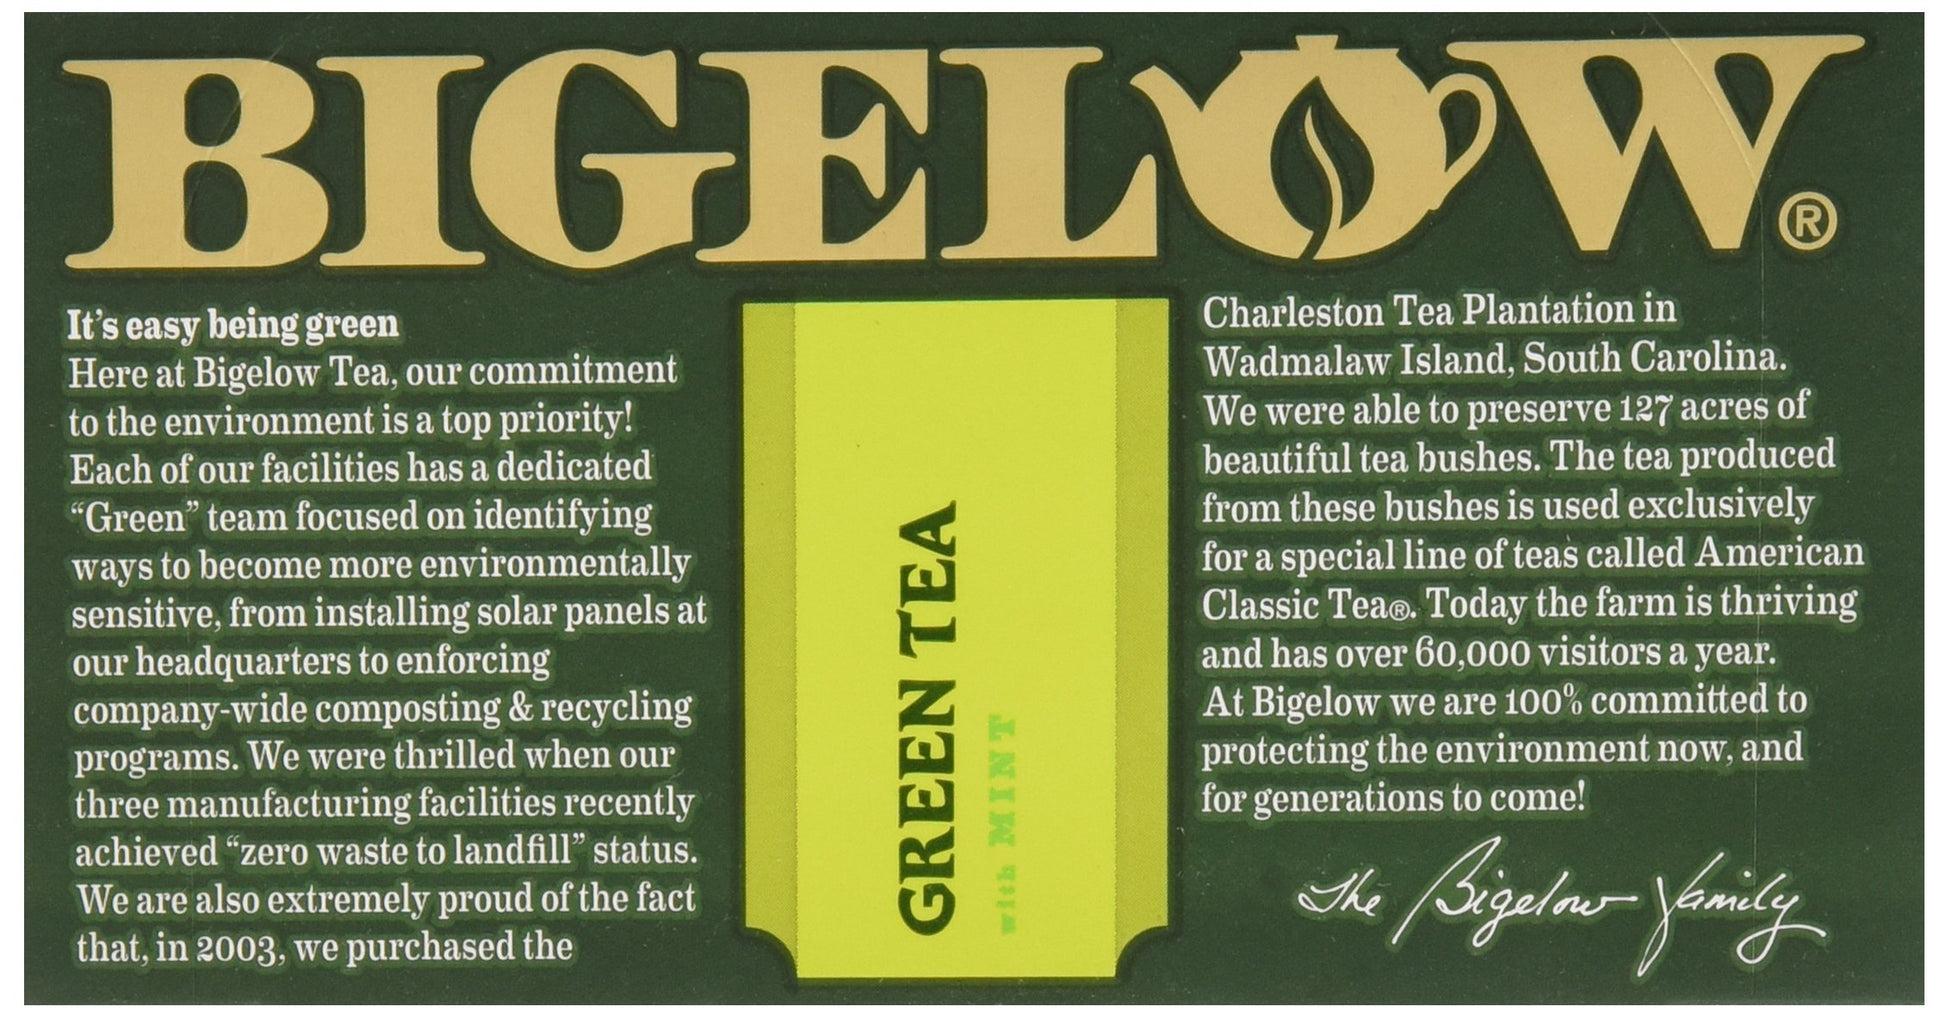 BIGELOW®
It's easy being green
Here at Bigelow Tea, our commitment
to the environment is a top priority!
Each of our facilities has a dedicated
“Green” team focused on identifying
ways to become more environmentally
sensitive, from installing solar panels at
our headquarters to enforcing
company-wide composting & recycling
programs. We were thrilled when our
three manufacturing facilities recently
achieved “zero waste to landfill” status.
We are also extremely proud of the fact
that, in 2003, we purchased the
GREEN TEA
with MINT
Charleston Tea Plantation in
Wadmalaw Island, South Carolina.
We were able to preserve 127 acres of
beautiful tea bushes. The tea produced
from these bushes is used exclusively
for a special line of teas called American
Classic Tea®. Today the farm is thriving
and has over 60,000 visitors a year.
At Bigelow we are 100% committed to
protecting the environment now, and
for generations to come!
The Bigelow Family